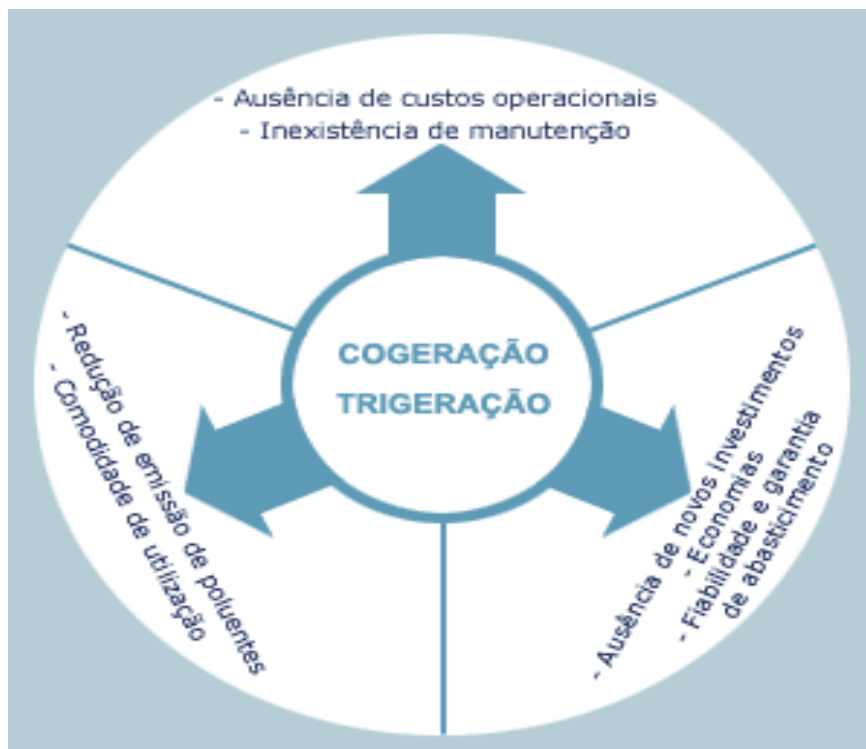 - Ausência de custos operacionais
- Inexistência de manutenção
COGERAÇÃO
TRIGERAÇÃO
- Redução de emissão de poluentes
- Comodidade de utilização
- Ausência de novos investimentos
- Economias
- Fiabilidade e garantia
de abasticimento